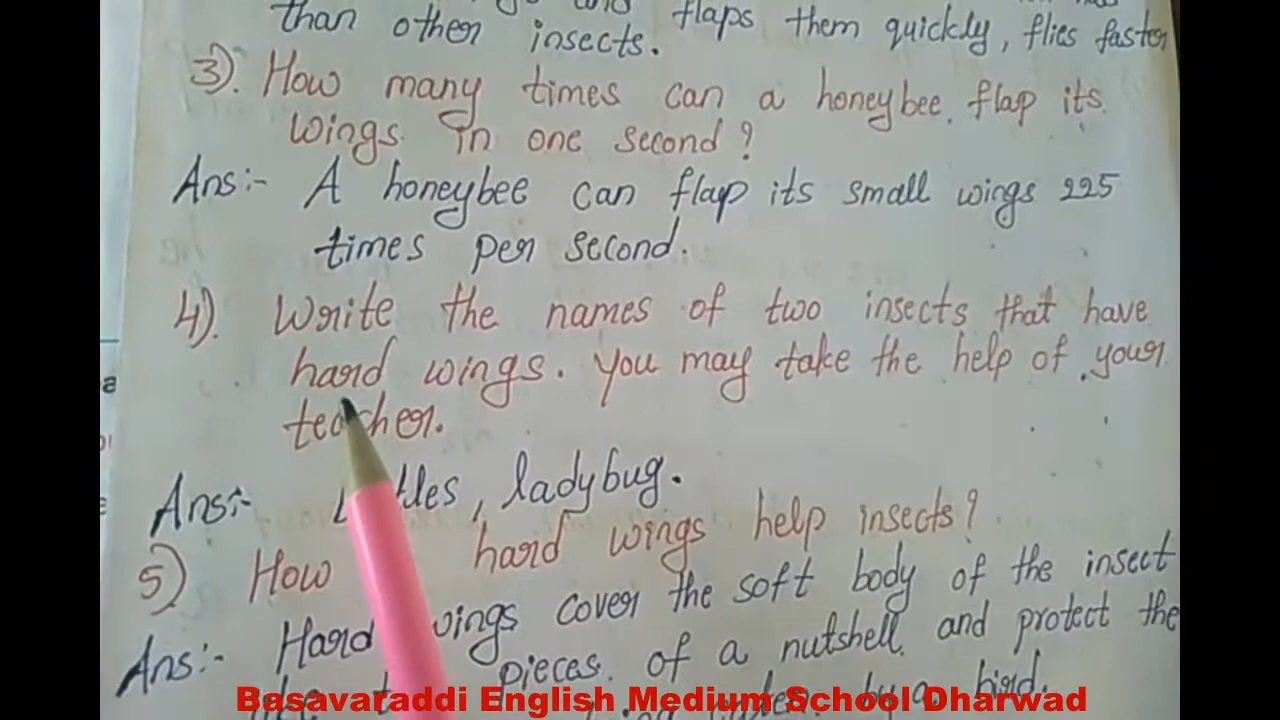 flaps them quickly, flies faster
than other insects.
3). How many times can a honeybee flap its
wings in one second?
Ans:- A honeybee can flap its small wings 225
times per second.
4). Write the names of two insects that have
hard wings. You may take the help of your
teacher.
Ans:- ladybug.
5) How hard wings help insects?
Ans:- Hard wings cover the soft body of the insect
pieces of a nutshell and protect the
by a bird.
Basavaraddi English Medium School Dharwad